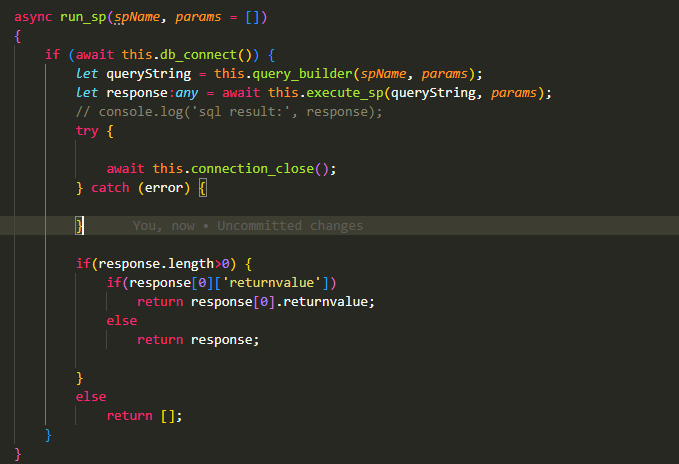 async run_sp(spName, params = [])
{
if (await this.db_connect()) {
let queryString = this.query_builder(spName, params);
let response:any = await this.execute_sp(queryString, params);
// console.log('sql result:', response);
try {
await this.connection_close();
} catch (error) {
}        You, now • Uncommitted changes
if(response.length>0) {
if(response[0]['returnvalue'])
return response[0].returnvalue;
else
return response;
}
else
return [];
}
}